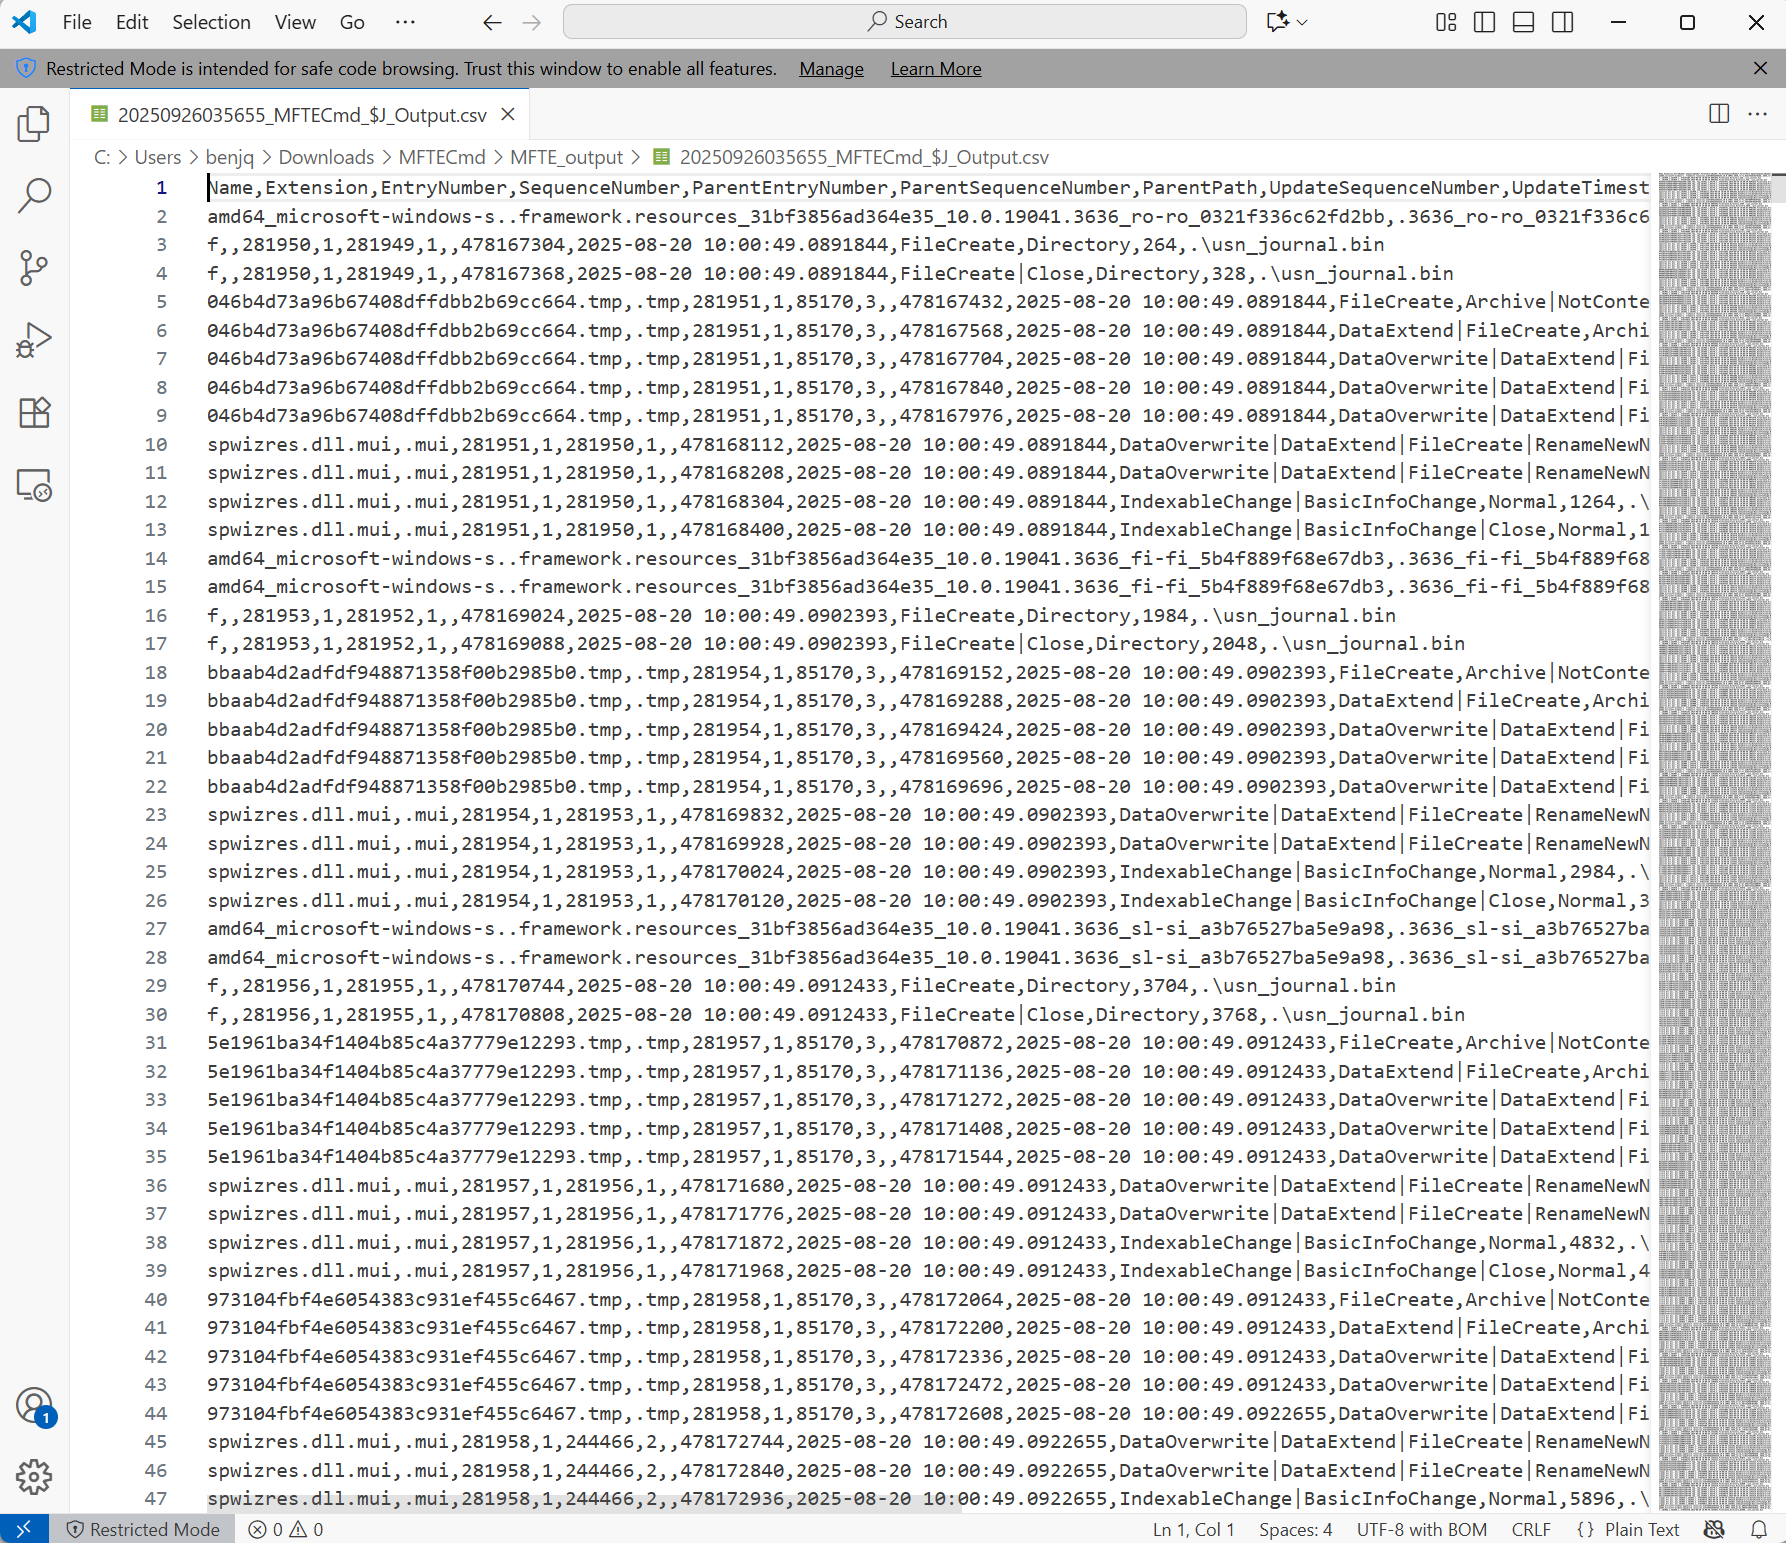 File Edit Selection View Go ··· Search
Restricted Mode is intended for safe code browsing. Trust this window to enable all features. Manage Learn More
20250926035655_MFTECmd_$J_Output.csv
C: > Users > benjq > Downloads > MFTECmd > MFTE_output > 20250926035655_MFTECmd_$J_Output.csv
1 Name,Extension,EntryNumber,SequenceNumber,ParentEntryNumber,ParentSequenceNumber,ParentPath,UpdateSequenceNumber,UpdateTimest
2 amd64_microsoft-windows-s..framework.resources_31bf3856ad364e35_10.0.19041.3636_ro-ro_0321f336c62fd2bb,.3636_ro-ro_0321f336c6
3 f,,281950,1,281949,1,,478167304,2025-08-20 10:00:49.0891844,FileCreate,Directory,264,.\usn_journal.bin
4 f,,281950,1,281949,1,,478167368,2025-08-20 10:00:49.0891844,FileCreate|Close,Directory,328,.\usn_journal.bin
5 046b4d73a96b67408dffdbb2b69cc664.tmp,.tmp,281951,1,85170,3,,478167432,2025-08-20 10:00:49.0891844,FileCreate,Archive|NotConte
6 046b4d73a96b67408dffdbb2b69cc664.tmp,.tmp,281951,1,85170,3,,478167568,2025-08-20 10:00:49.0891844,DataExtend|FileCreate,Archi
7 046b4d73a96b67408dffdbb2b69cc664.tmp,.tmp,281951,1,85170,3,,478167704,2025-08-20 10:00:49.0891844,DataOverwrite|DataExtend|Fi
8 046b4d73a96b67408dffdbb2b69cc664.tmp,.tmp,281951,1,85170,3,,478167840,2025-08-20 10:00:49.0891844,DataOverwrite|DataExtend|Fi
9 046b4d73a96b67408dffdbb2b69cc664.tmp,.tmp,281951,1,85170,3,,478167976,2025-08-20 10:00:49.0891844,DataOverwrite|DataExtend|Fi
10 spwizres.dll.mui,.mui,281951,1,281950,1,,478168112,2025-08-20 10:00:49.0891844,DataOverwrite|DataExtend|FileCreate|RenameNewN
11 spwizres.dll.mui,.mui,281951,1,281950,1,,478168208,2025-08-20 10:00:49.0891844,DataOverwrite|DataExtend|FileCreate|RenameNewN
12 spwizres.dll.mui,.mui,281951,1,281950,1,,478168304,2025-08-20 10:00:49.0891844,IndexableChange|BasicInfoChange,Normal,1264,.\
13 spwizres.dll.mui,.mui,281951,1,281950,1,,478168400,2025-08-20 10:00:49.0891844,IndexableChange|BasicInfoChange|Close,Normal,1
14 amd64_microsoft-windows-s..framework.resources_31bf3856ad364e35_10.0.19041.3636_fi-fi_5b4f889f68e67db3,.3636_fi-fi_5b4f889f68
15 amd64_microsoft-windows-s..framework.resources_31bf3856ad364e35_10.0.19041.3636_fi-fi_5b4f889f68e67db3,.3636_fi-fi_5b4f889f68
16 f,,281953,1,281952,1,,478169024,2025-08-20 10:00:49.0902393,FileCreate,Directory,1984,.\usn_journal.bin
17 f,,281953,1,281952,1,,478169088,2025-08-20 10:00:49.0902393,FileCreate|Close,Directory,2048,.\usn_journal.bin
18 bbaab4d2adfdf948871358f00b2985b0.tmp,.tmp,281954,1,85170,3,,478169152,2025-08-20 10:00:49.0902393,FileCreate,Archive|NotConte
19 bbaab4d2adfdf948871358f00b2985b0.tmp,.tmp,281954,1,85170,3,,478169288,2025-08-20 10:00:49.0902393,DataExtend|FileCreate,Archi
20 bbaab4d2adfdf948871358f00b2985b0.tmp,.tmp,281954,1,85170,3,,478169424,2025-08-20 10:00:49.0902393,DataOverwrite|DataExtend|Fi
21 bbaab4d2adfdf948871358f00b2985b0.tmp,.tmp,281954,1,85170,3,,478169560,2025-08-20 10:00:49.0902393,DataOverwrite|DataExtend|Fi
22 bbaab4d2adfdf948871358f00b2985b0.tmp,.tmp,281954,1,85170,3,,478169696,2025-08-20 10:00:49.0902393,DataOverwrite|DataExtend|Fi
23 spwizres.dll.mui,.mui,281954,1,281953,1,,478169832,2025-08-20 10:00:49.0902393,DataOverwrite|DataExtend|FileCreate|RenameNewN
24 spwizres.dll.mui,.mui,281954,1,281953,1,,478169928,2025-08-20 10:00:49.0902393,DataOverwrite|DataExtend|FileCreate|RenameNewN
25 spwizres.dll.mui,.mui,281954,1,281953,1,,478170024,2025-08-20 10:00:49.0902393,IndexableChange|BasicInfoChange,Normal,2984,.\
26 spwizres.dll.mui,.mui,281954,1,281953,1,,478170120,2025-08-20 10:00:49.0902393,IndexableChange|BasicInfoChange|Close,Normal,3
27 amd64_microsoft-windows-s..framework.resources_31bf3856ad364e35_10.0.19041.3636_sl-si_a3b76527ba5e9a98,.3636_sl-si_a3b76527ba
28 amd64_microsoft-windows-s..framework.resources_31bf3856ad364e35_10.0.19041.3636_sl-si_a3b76527ba5e9a98,.3636_sl-si_a3b76527ba
29 f,,281956,1,281955,1,,478170744,2025-08-20 10:00:49.0912433,FileCreate,Directory,3704,.\usn_journal.bin
30 f,,281956,1,281955,1,,478170808,2025-08-20 10:00:49.0912433,FileCreate|Close,Directory,3768,.\usn_journal.bin
31 5e1961ba34f1404b85c4a37779e12293.tmp,.tmp,281957,1,85170,3,,478170872,2025-08-20 10:00:49.0912433,FileCreate,Archive|NotConte
32 5e1961ba34f1404b85c4a37779e12293.tmp,.tmp,281957,1,85170,3,,478171136,2025-08-20 10:00:49.0912433,DataExtend|FileCreate,Archi
33 5e1961ba34f1404b85c4a37779e12293.tmp,.tmp,281957,1,85170,3,,478171272,2025-08-20 10:00:49.0912433,DataOverwrite|DataExtend|Fi
34 5e1961ba34f1404b85c4a37779e12293.tmp,.tmp,281957,1,85170,3,,478171408,2025-08-20 10:00:49.0912433,DataOverwrite|DataExtend|Fi
35 5e1961ba34f1404b85c4a37779e12293.tmp,.tmp,281957,1,85170,3,,478171544,2025-08-20 10:00:49.0912433,DataOverwrite|DataExtend|Fi
36 spwizres.dll.mui,.mui,281957,1,281956,1,,478171680,2025-08-20 10:00:49.0912433,DataOverwrite|DataExtend|FileCreate|RenameNewN
37 spwizres.dll.mui,.mui,281957,1,281956,1,,478171776,2025-08-20 10:00:49.0912433,DataOverwrite|DataExtend|FileCreate|RenameNewN
38 spwizres.dll.mui,.mui,281957,1,281956,1,,478171872,2025-08-20 10:00:49.0912433,IndexableChange|BasicInfoChange,Normal,4832,.\
39 spwizres.dll.mui,.mui,281957,1,281956,1,,478171968,2025-08-20 10:00:49.0912433,IndexableChange|BasicInfoChange|Close,Normal,4
40 973104fbf4e6054383c931ef455c6467.tmp,.tmp,281958,1,85170,3,,478172064,2025-08-20 10:00:49.0912433,FileCreate,Archive|NotConte
41 973104fbf4e6054383c931ef455c6467.tmp,.tmp,281958,1,85170,3,,478172200,2025-08-20 10:00:49.0912433,DataExtend|FileCreate,Archi
42 973104fbf4e6054383c931ef455c6467.tmp,.tmp,281958,1,85170,3,,478172336,2025-08-20 10:00:49.0912433,DataOverwrite|DataExtend|Fi
43 973104fbf4e6054383c931ef455c6467.tmp,.tmp,281958,1,85170,3,,478172472,2025-08-20 10:00:49.0912433,DataOverwrite|DataExtend|Fi
44 973104fbf4e6054383c931ef455c6467.tmp,.tmp,281958,1,85170,3,,478172608,2025-08-20 10:00:49.0922655,DataOverwrite|DataExtend|Fi
45 spwizres.dll.mui,.mui,281958,1,244466,2,,478172744,2025-08-20 10:00:49.0922655,DataOverwrite|DataExtend|FileCreate|RenameNewN
46 spwizres.dll.mui,.mui,281958,1,244466,2,,478172840,2025-08-20 10:00:49.0922655,DataOverwrite|DataExtend|FileCreate|RenameNewN
47 spwizres.dll.mui,.mui,281958,1,244466,2,,478172936,2025-08-20 10:00:49.0922655,IndexableChange|BasicInfoChange,Normal,5896,.\
1
Restricted Mode 0 0 Ln 1, Col 1 Spaces: 4 UTF-8 with BOM CRLF {} Plain Text